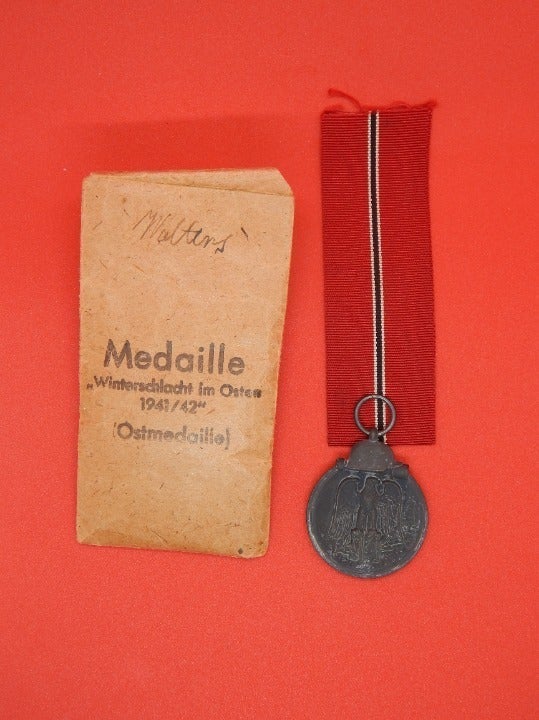 Walters
Medaille
„Winterschlacht im Osten
1941/42“
(Ostmedaille)